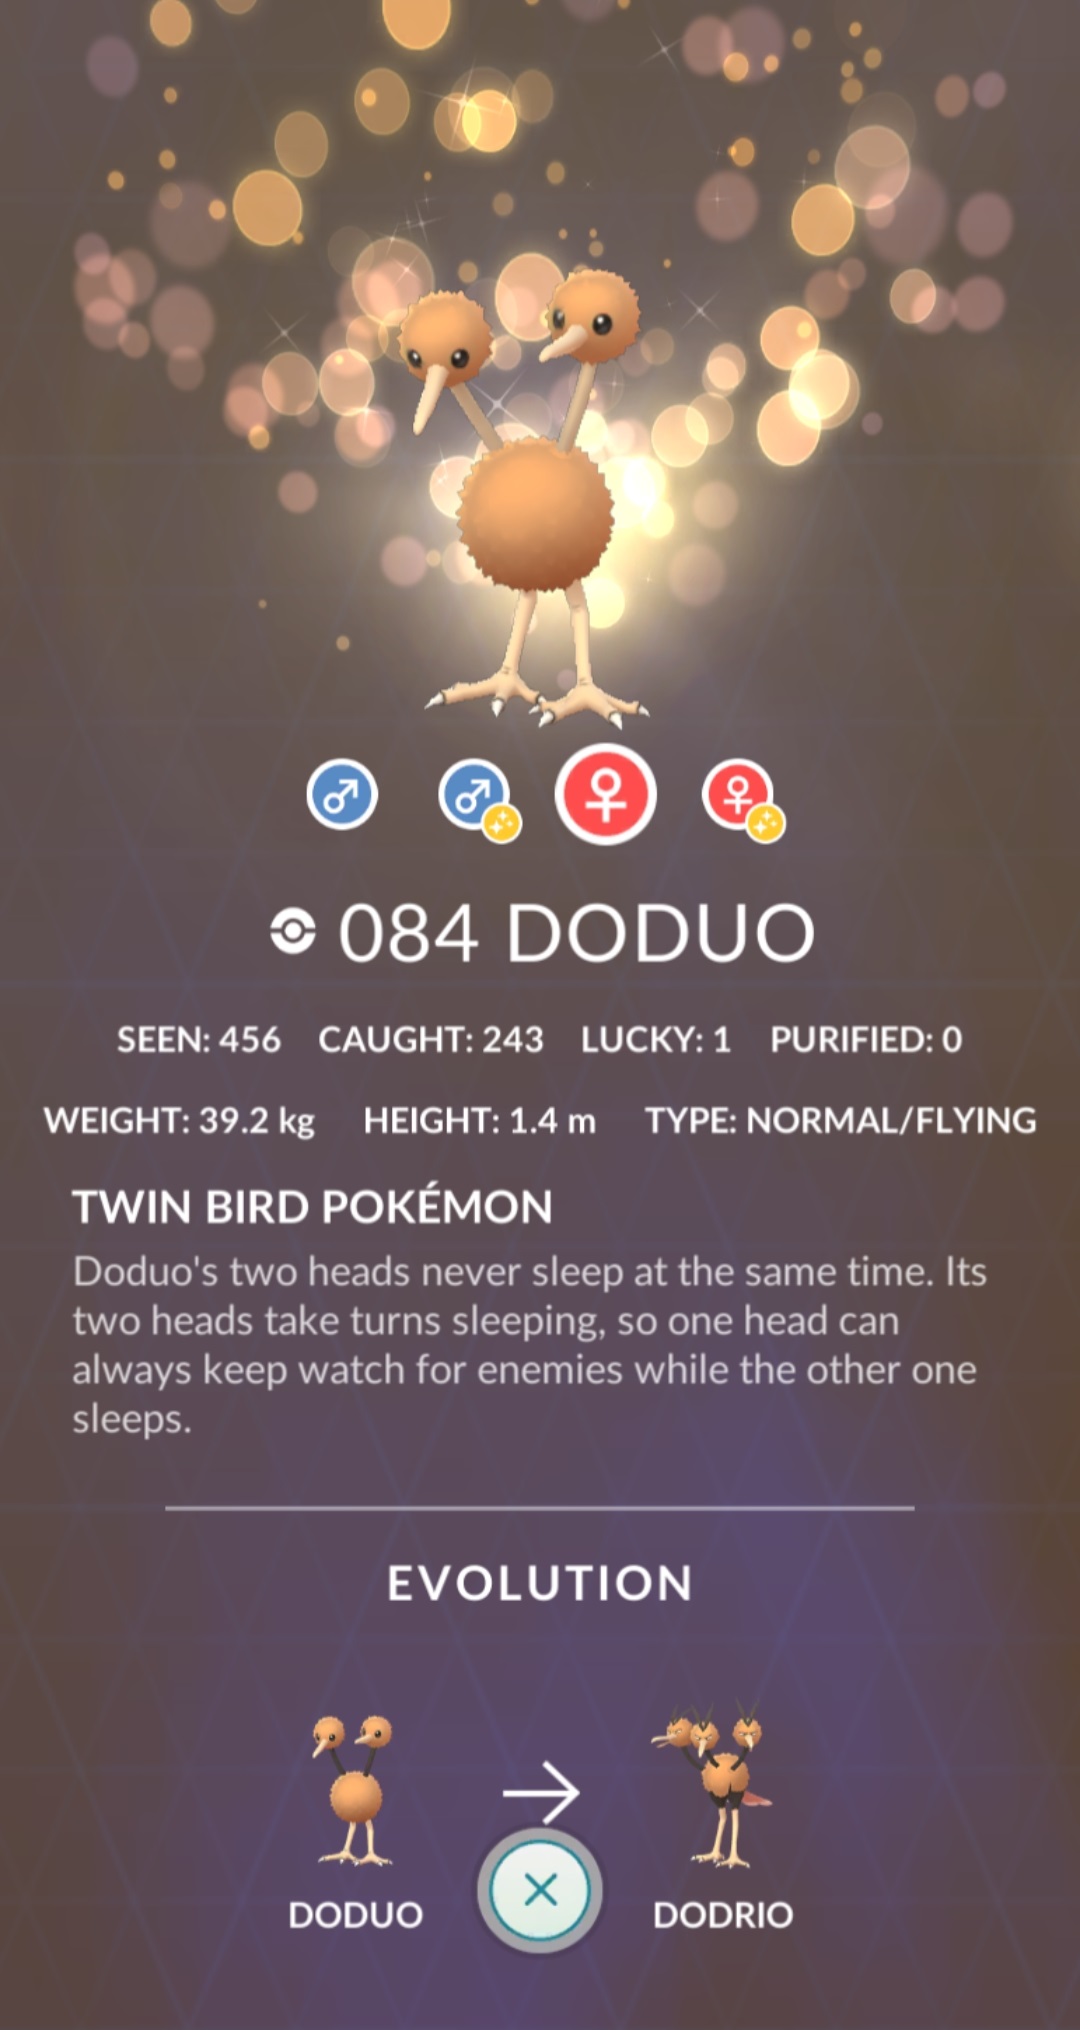 084 DODUO
SEEN: 456 CAUGHT: 243 LUCKY: 1 PURIFIED: 0
WEIGHT: 39.2 kg HEIGHT: 1.4 m TYPE: NORMAL/FLYING
TWIN BIRD POKÉMON
Doduo's two heads never sleep at the same time. Its
two heads take turns sleeping, so one head can
always keep watch for enemies while the other one
sleeps.
EVOLUTION
DODUO DODRIO